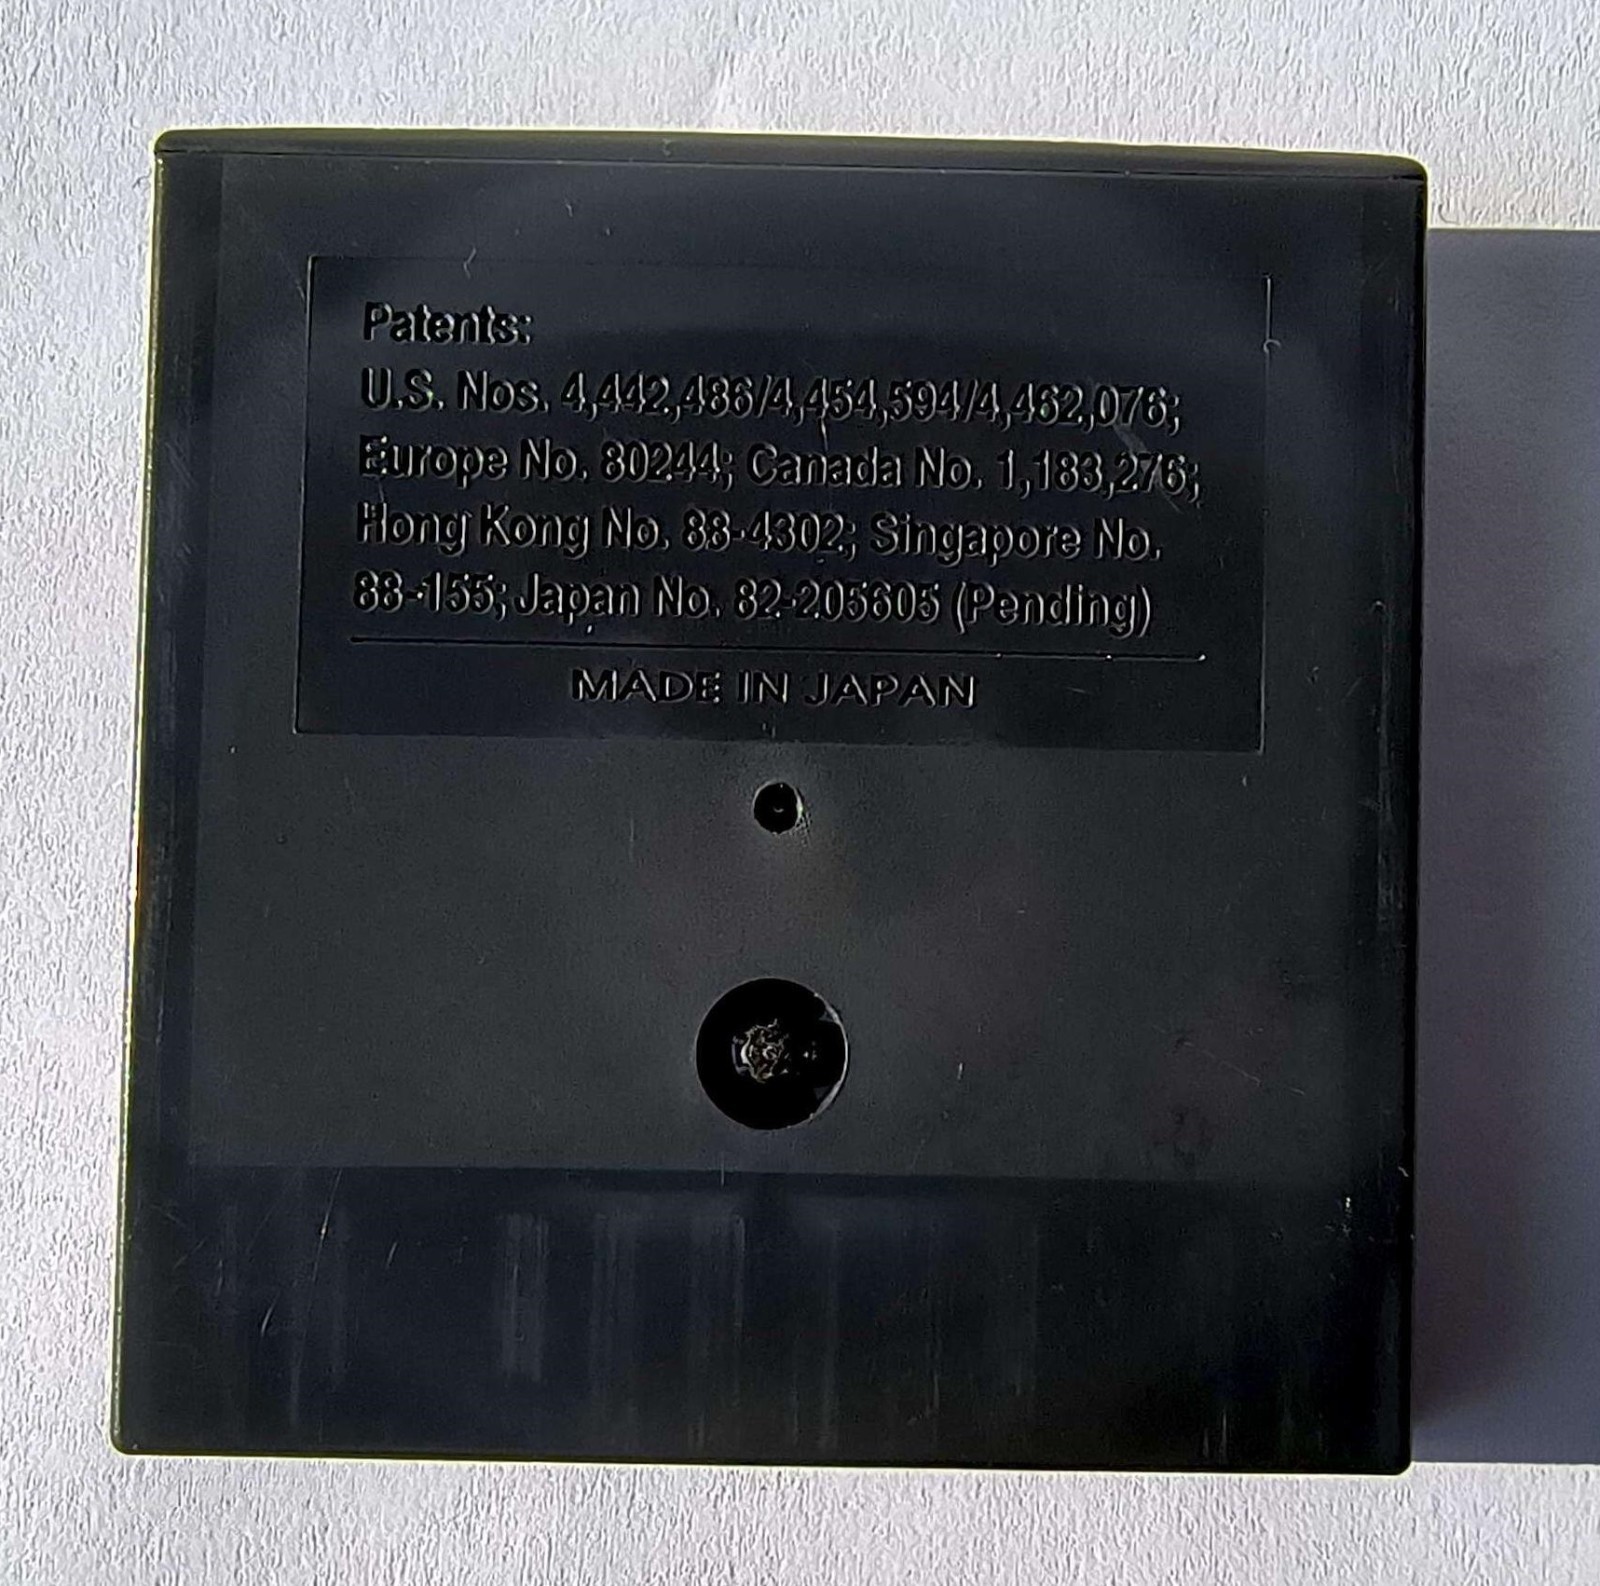 Patents:
U.S. Nos. 4,442,486/4,454,594/4,462,076;
Europe No. 80244; Canada No. 1,183,276;
Hong Kong No. 88-4302; Singapore No.
88-155; Japan No. 82-205605 (Pending)
MADE IN JAPAN